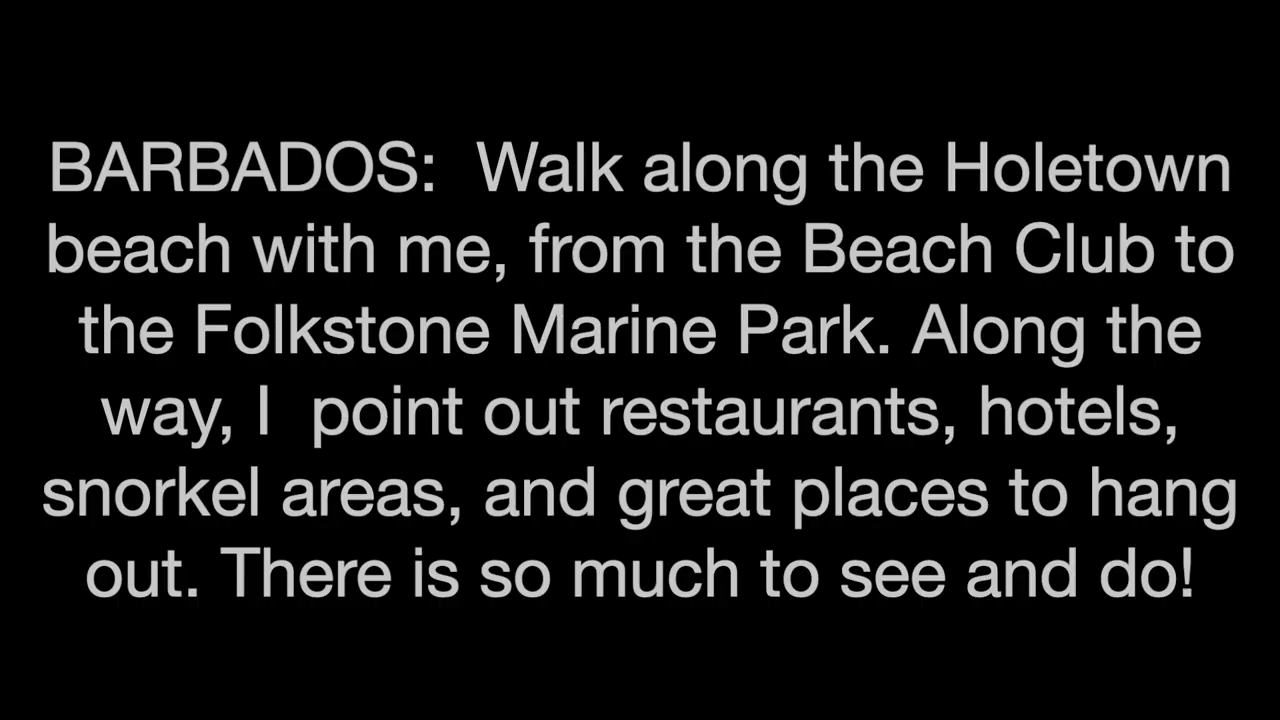 BARBADOS:  Walk along the Holetown
beach with me, from the Beach Club to
the Folkstone Marine Park. Along the
way, I  point out restaurants, hotels,
snorkel areas, and great places to hang
out. There is so much to see and do!